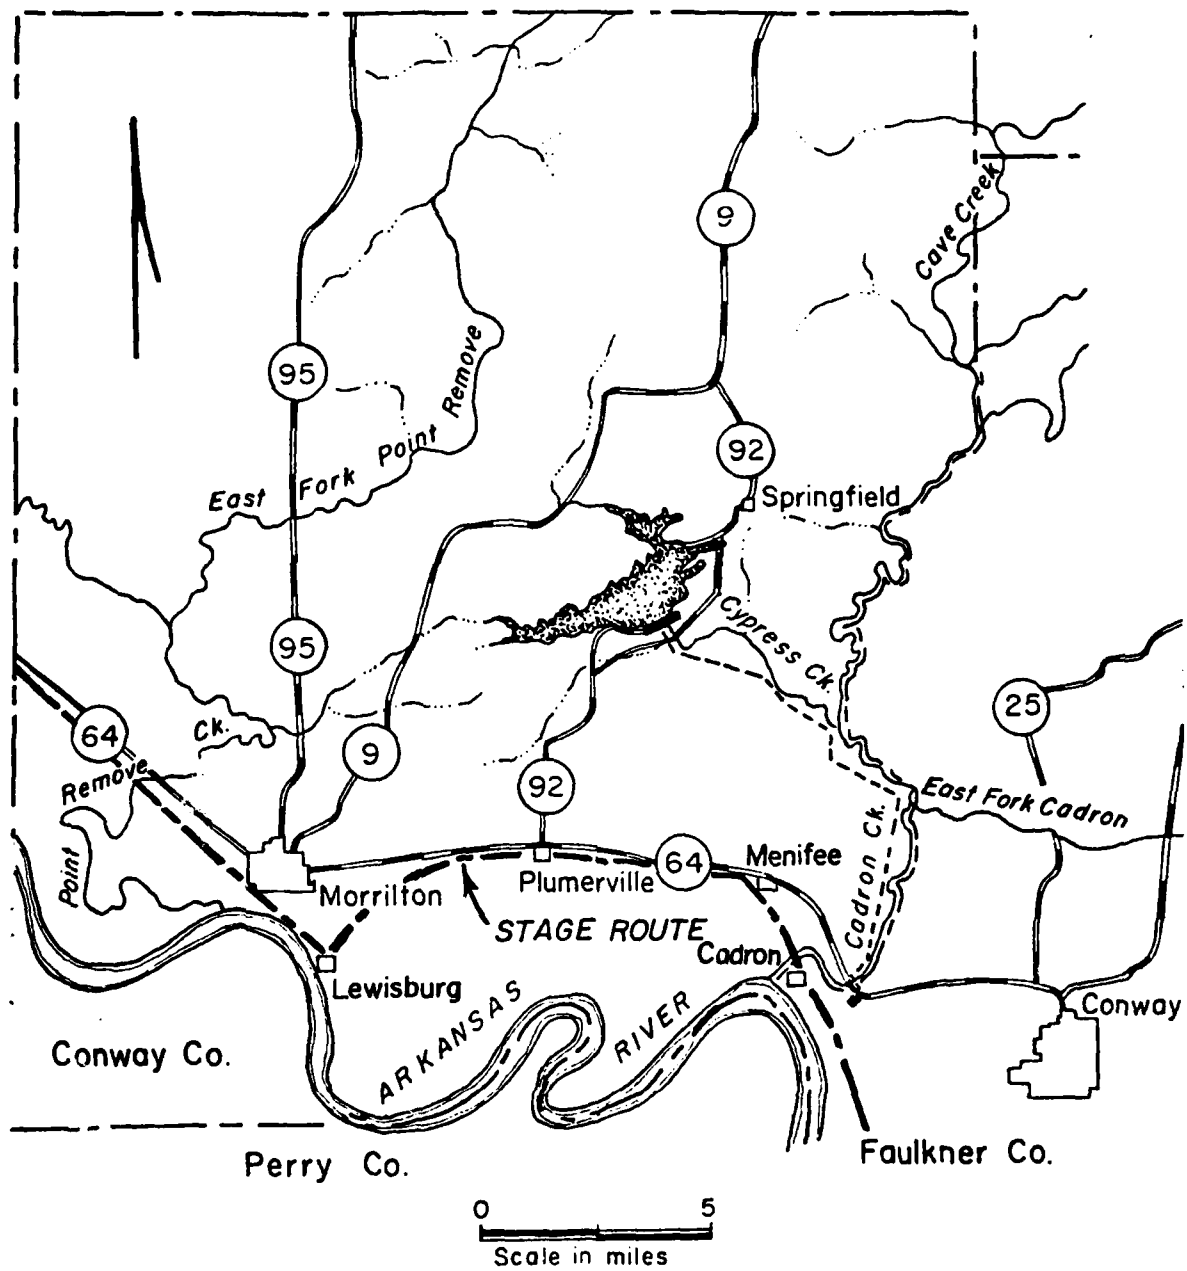 9
Cave Creek
95
East Fork Point Remove
92
Springfield
Cypress Ck.
95
25
64
Ck.
9
Remove
92
East Fork Cadron
Point
64
Menifee
Cadron Ck.
Morrilton
Plumerville
STAGE ROUTE
Cadron
Lewisburg
ARKANSAS RIVER
Conway
Conway Co.
Perry Co.
Faulkner Co.
0 5
Scale in miles